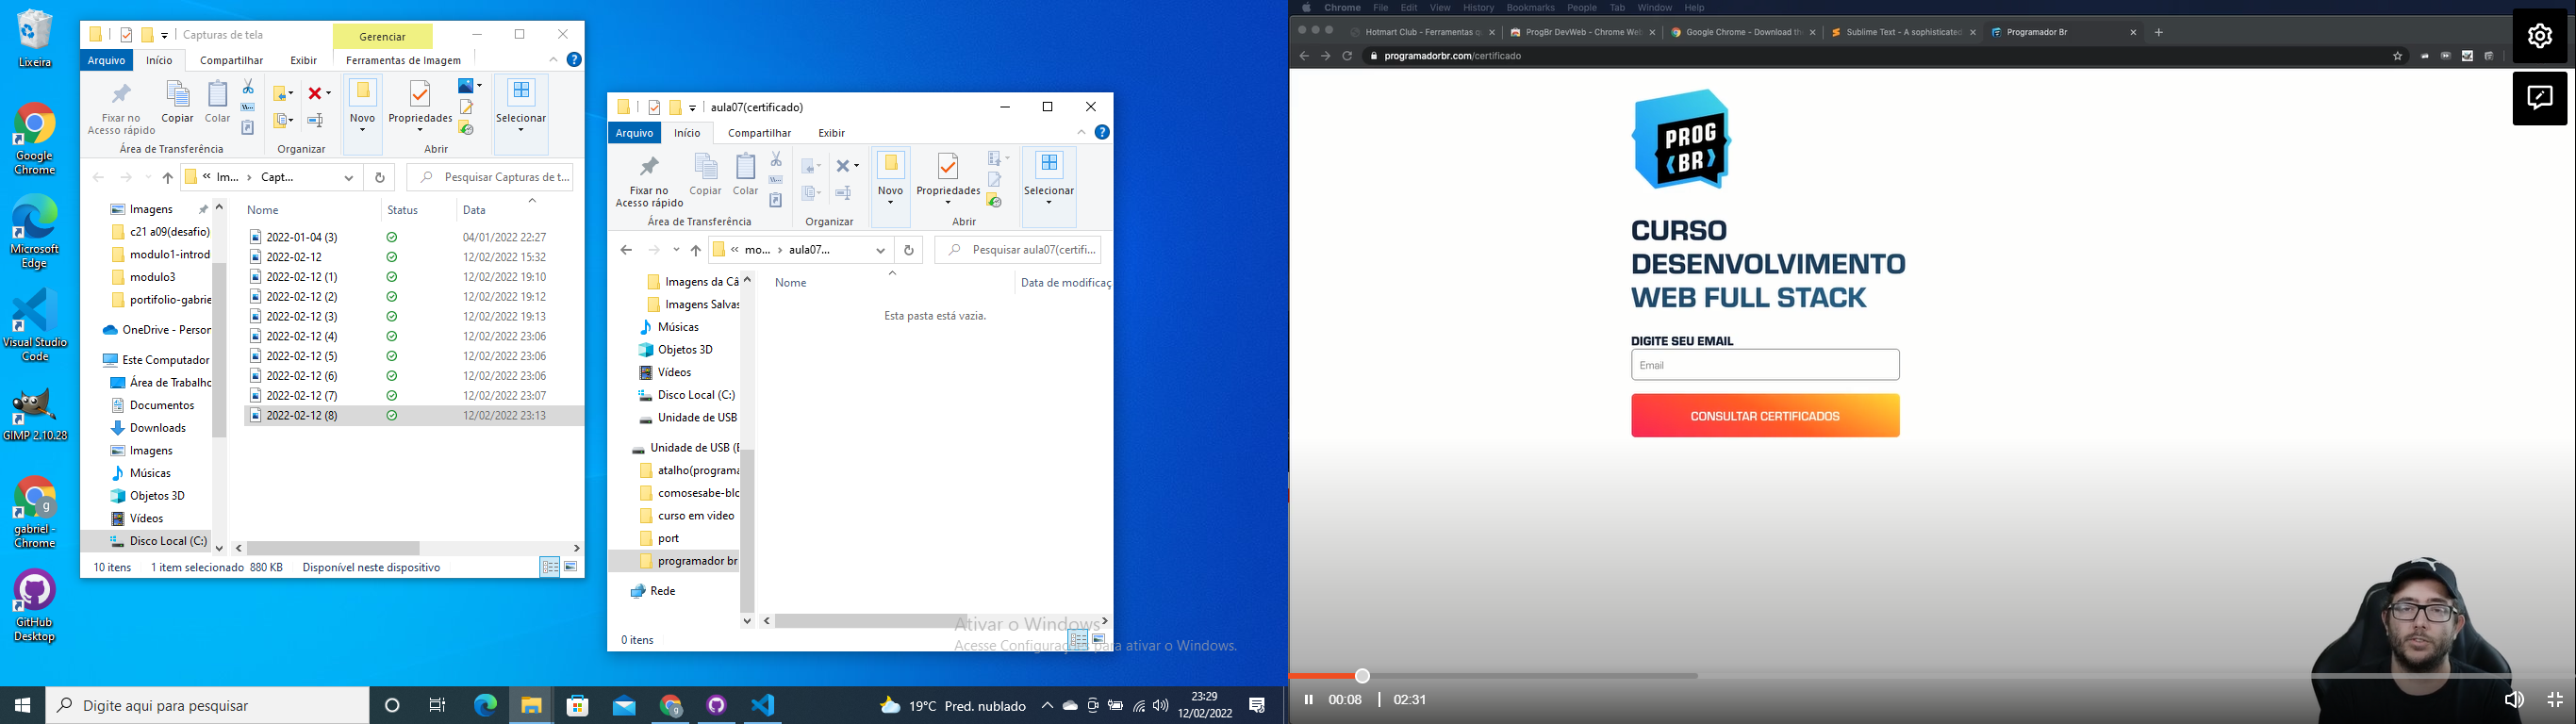 Lixeira
Google
Chrome
Microsoft
Edge
Visual Studio
Code
GIMP 2.10.28
gabriel -
Chrome
GitHub
Desktop
Capturas de tela
Gerenciar
Arquivo
Início
Compartilhar
Exibir
Ferramentas de Imagem
Fixar no
Acesso rápido
Copiar
Colar
Novo
Propriedades
Selecionar
Área de Transferência
Organizar
Abrir
« Im... › Capt...
Pesquisar Capturas de t...
Imagens
c21 a09(desafio)
modulo1-introd
modulo3
portifolio-gabrie
OneDrive - Person
Este Computador
Área de Trabalho
Documentos
Downloads
Imagens
Músicas
Objetos 3D
Vídeos
Disco Local (C:)
Nome Status Data
2022-01-04 (3) 04/01/2022 22:27
2022-02-12 12/02/2022 15:32
2022-02-12 (1) 12/02/2022 19:10
2022-02-12 (2) 12/02/2022 19:12
2022-02-12 (3) 12/02/2022 19:13
2022-02-12 (4) 12/02/2022 23:06
2022-02-12 (5) 12/02/2022 23:06
2022-02-12 (6) 12/02/2022 23:06
2022-02-12 (7) 12/02/2022 23:07
2022-02-12 (8) 12/02/2022 23:13
10 itens 1 item selecionado 880 KB Disponível neste dispositivo
aula07(certificado)
Arquivo
Início
Compartilhar
Exibir
Fixar no
Acesso rápido
Copiar
Colar
Novo
Propriedades
Selecionar
Área de Transferência
Organizar
Abrir
« mo... › aula07...
Pesquisar aula07(certifi...
Imagens da Câ
Imagens Salvas
Músicas
Objetos 3D
Vídeos
Disco Local (C:)
Unidade de USB
Unidade de USB (E
atalho(programa
comosesabe-blo
curso em video
port
programador br
Rede
Nome Data de modificaç
Esta pasta está vazia.
0 itens
Ativar o Windows
Acesse Configurações para ativar o Windows.
Digite aqui para pesquisar
19°C Pred. nublado
23:29
12/02/2022
Chrome File Edit View History Bookmarks People Tab Window Help
Hotmart Club - Ferramentas q
ProgBr DevWeb - Chrome Web
Google Chrome - Download th
Sublime Text - A sophisticated
Programador Br
programadorbr.com/certificado
PROG
BR
CURSO
DESENVOLVIMENTO
WEB FULL STACK
DIGITE SEU EMAIL
Email
CONSULTAR CERTIFICADOS
00:08 | 02:31